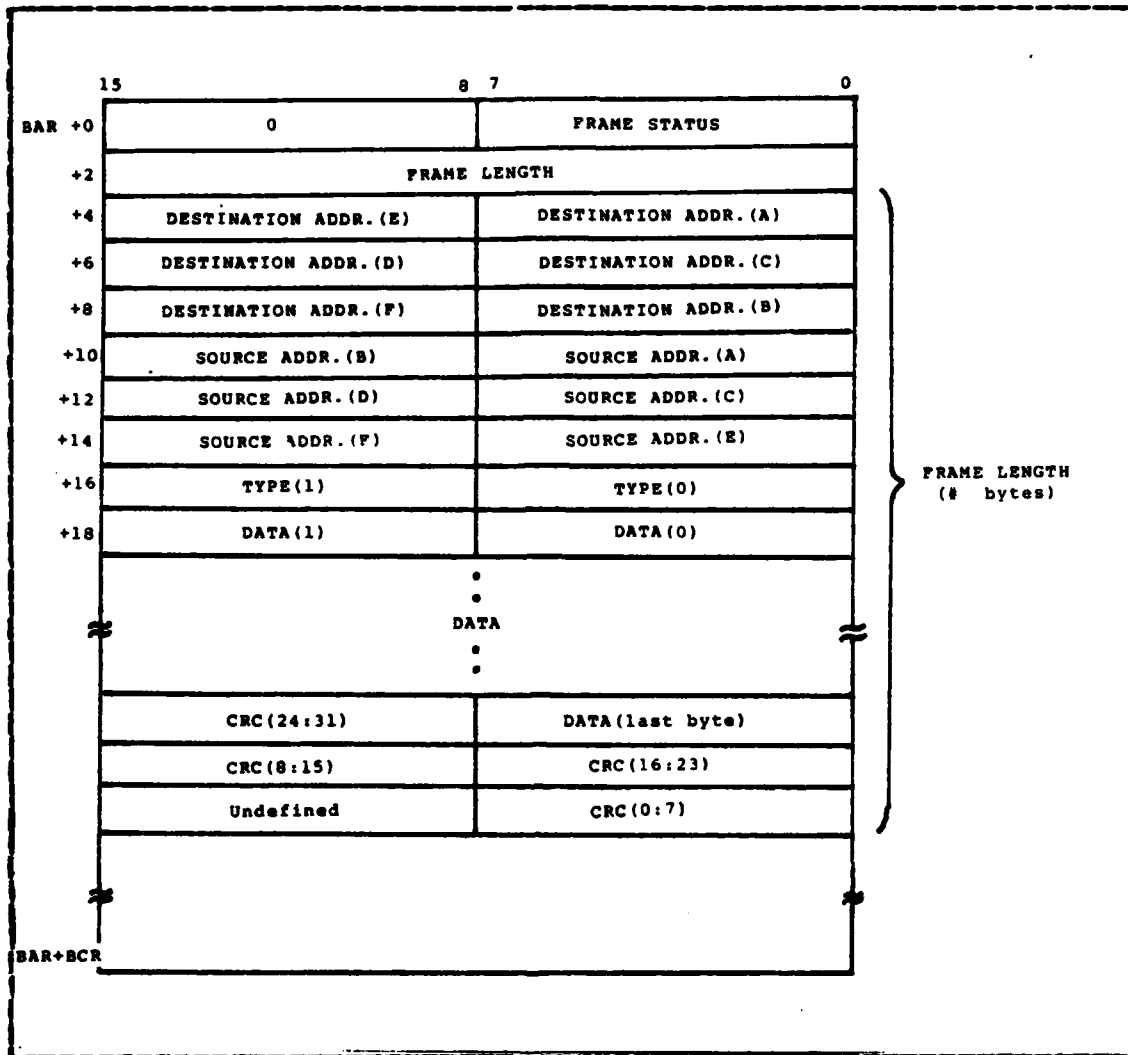 15 8 7 0
BAR +0 0 FRAME STATUS
+2 FRAME LENGTH
+4 DESTINATION ADDR.(E) DESTINATION ADDR.(A)
+6 DESTINATION ADDR.(D) DESTINATION ADDR.(C)
+8 DESTINATION ADDR.(F) DESTINATION ADDR.(B)
+10 SOURCE ADDR.(B) SOURCE ADDR.(A)
+12 SOURCE ADDR.(D) SOURCE ADDR.(C)
+14 SOURCE ADDR.(F) SOURCE ADDR.(E)
+16 TYPE(1) TYPE(0)
FRAME LENGTH
(# bytes)
+18 DATA(1) DATA(0)
DATA
CRC(24:31) DATA(last byte)
CRC(8:15) CRC(16:23)
Undefined CRC(0:7)
BAR+BCR